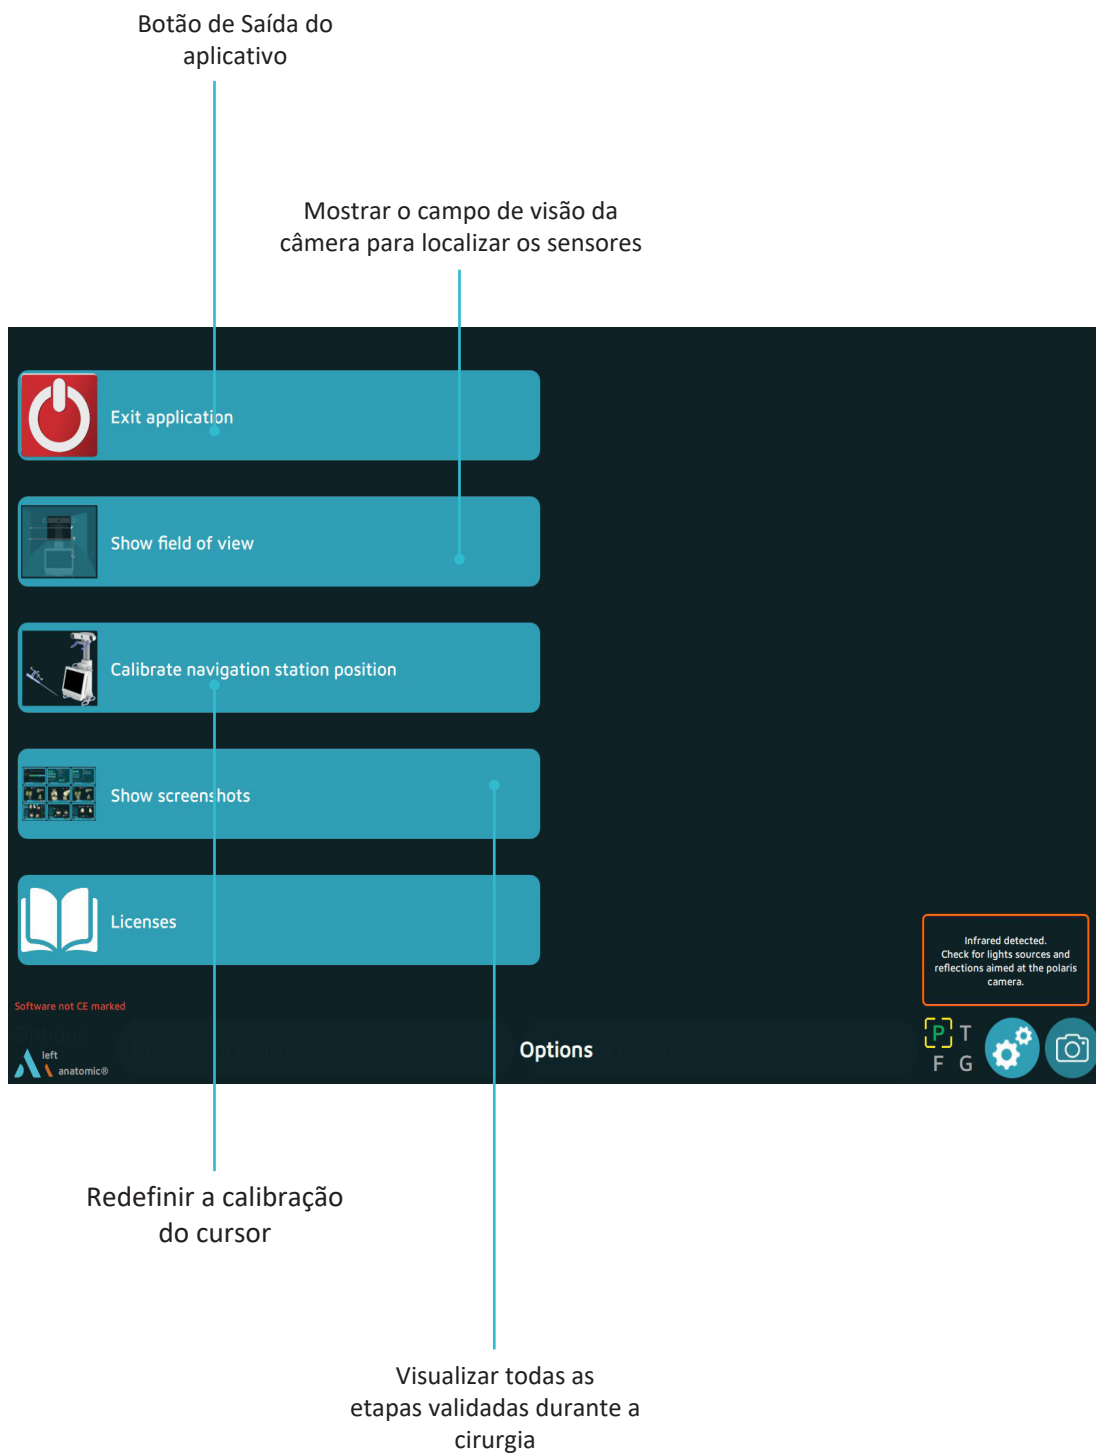 Botão de Saída do
aplicativo
Mostrar o campo de visão da
câmera para localizar os sensores
Exit application
Show field of view
Calibrate navigation station position
Show screenshots
Licenses
Infrared detected.
Check for lights sources and
reflections aimed at the polaris
camera.
Software not CE marked
Options
left
anatomic®
Options
P T
F G
Redefinir a calibração
do cursor
Visualizar todas as
etapas validadas durante a
cirurgia